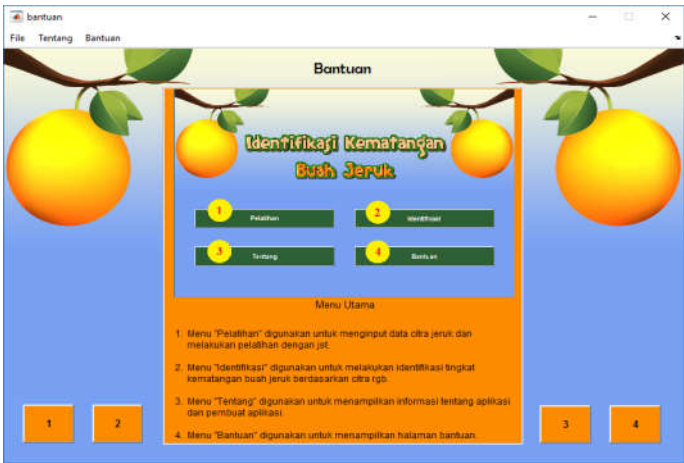 bantuan
File Tentang Bantuan
Bantuan
Identifikasi Kematangan
Buah Jeruk
1 Pelatihan 2 Identifikasi
3 Tentang 4 Bantuan
Menu Utama
1. Menu "Pelatihan" digunakan untuk menginput data citra jeruk dan
melakukan pelatihan dengan jst.
2. Menu "Identifikasi" digunakan untuk melakukan identifikasi tingkat
kematangan buah jeruk berdasarkan citra rgb.
3. Menu "Tentang" digunakan untuk menampilkan informasi tentang aplikasi
dan pembuat aplikasi.
4. Menu "Bantuan" digunakan untuk menampilkan halaman bantuan.
1 2 3 4